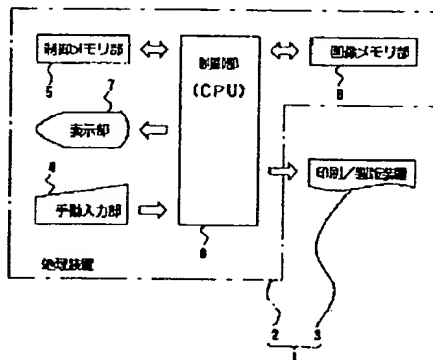 制御メモリ部
制御部
(CPU)
画像メモリ部
5
7
8
表示部
4
手動入力部
印刷/製版装置
6
処理装置
2
3
1